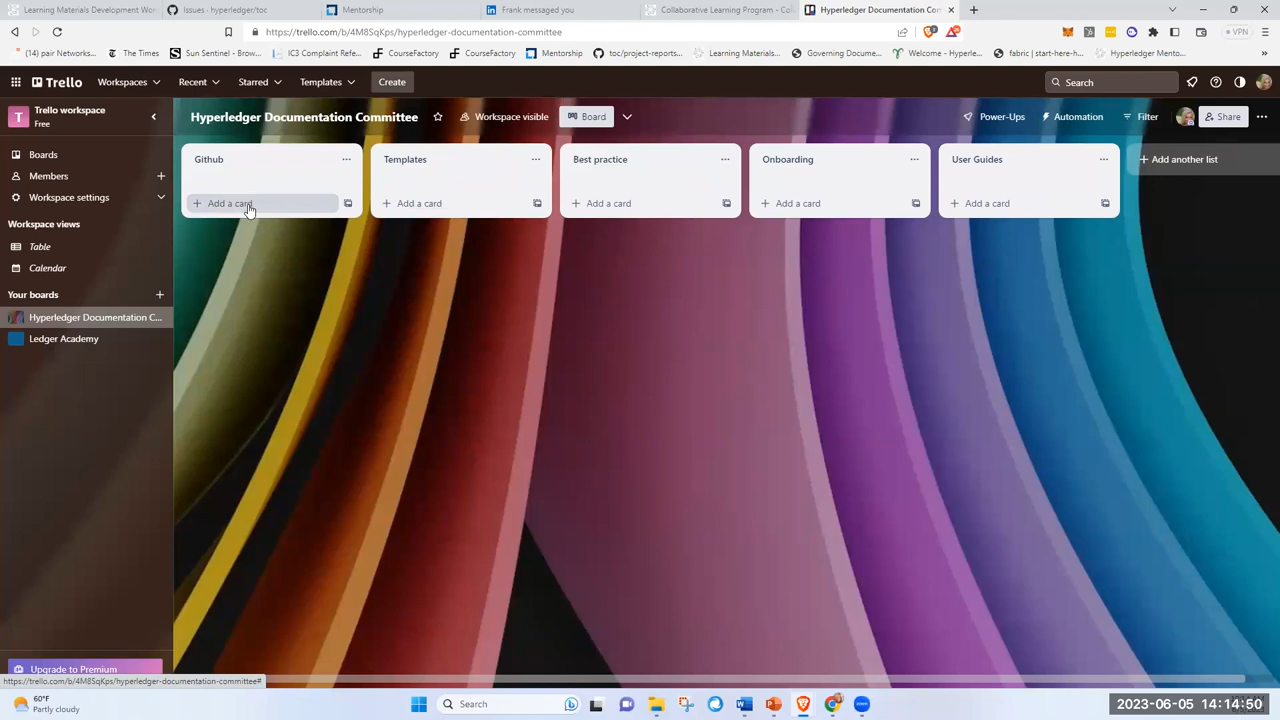 Learning Materials Development Wor
Issues · hyperledger/toc
Mentorship
Frank messaged you
Collaborative Learning Program - Coll
Hyperledger Documentation Com
https://trello.com/b/4M8SqKps/hyperledger-documentation-committee
VPN
(14) pair Networks...
The Times
Sun Sentinel - Brow...
IC3 Complaint Refe...
CourseFactory
CourseFactory
Mentorship
toc/project-reports...
Learning Materials...
Governing Docume...
Welcome - Hyperle...
fabric | start-here-h...
Hyperledger Mento...
Trello
Workspaces
Recent
Starred
Templates
Create
Search
T
Trello workspace
Free
Hyperledger Documentation Committee
Workspace visible
Board
Power-Ups
Automation
Filter
Share
Boards
Members
Workspace settings
Workspace views
Table
Calendar
Your boards
Hyperledger Documentation C...
Ledger Academy
Github
Add a card
Templates
Add a card
Best practice
Add a card
Onboarding
Add a card
User Guides
Add a card
Add another list
Upgrade to Premium
https://trello.com/b/4M8SqKps/hyperledger-documentation-committee#
60°F
Partly cloudy
Search
2023-06-05 14:14:50